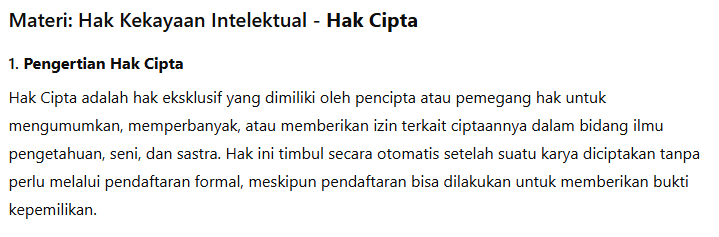 Materi: Hak Kekayaan Intelektual - Hak Cipta
1. Pengertian Hak Cipta
Hak Cipta adalah hak eksklusif yang dimiliki oleh pencipta atau pemegang hak untuk
mengumumkan, memperbanyak, atau memberikan izin terkait ciptaannya dalam bidang ilmu
pengetahuan, seni, dan sastra. Hak ini timbul secara otomatis setelah suatu karya diciptakan tanpa
perlu melalui pendaftaran formal, meskipun pendaftaran bisa dilakukan untuk memberikan bukti
kepemilikan.